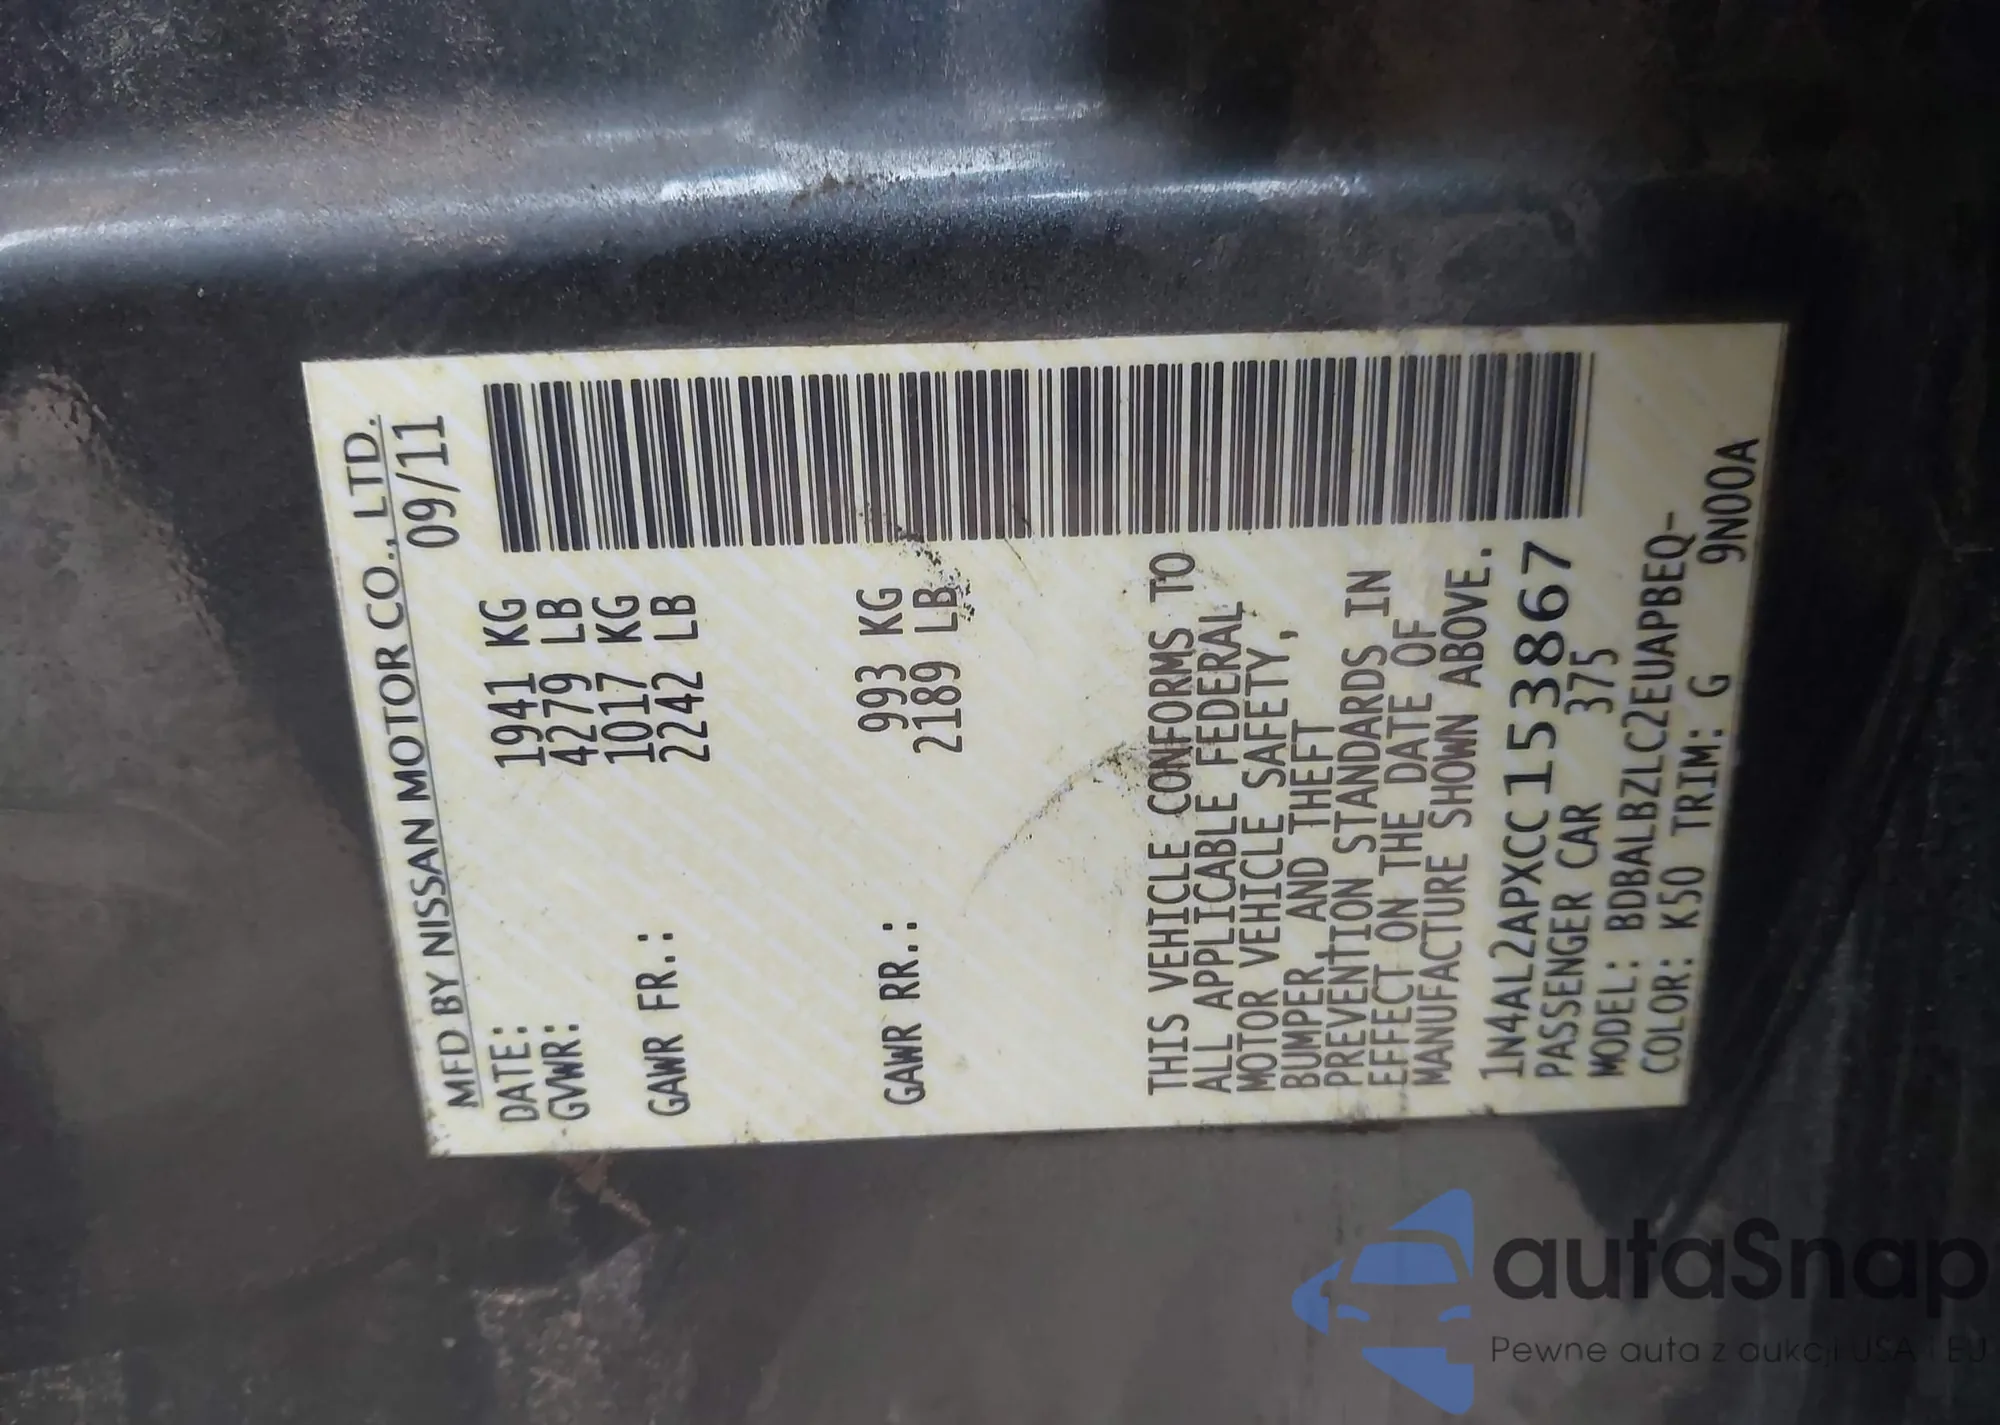 MFD BY NISSAN MOTOR CO., LTD.
DATE: 09/11
GVWR: 1941 KG
4279 LB
GAWR FR.: 1017 KG
2242 LB
GAWR RR.: 993 KG
2189 LB
THIS VEHICLE CONFORMS TO
ALL APPLICABLE FEDERAL
MOTOR VEHICLE SAFETY,
BUMPER, AND THEFT
PREVENTION STANDARDS IN
EFFECT ON THE DATE OF
MANUFACTURE SHOWN ABOVE.
1N4AL2APXCC153867
PASSENGER CAR 375
MODEL: BDBALBZLC2EUAPBEQ-
COLOR: K50 TRIM: G 9N00A
autaSnap
Pewne auta z aukcji USA i EU